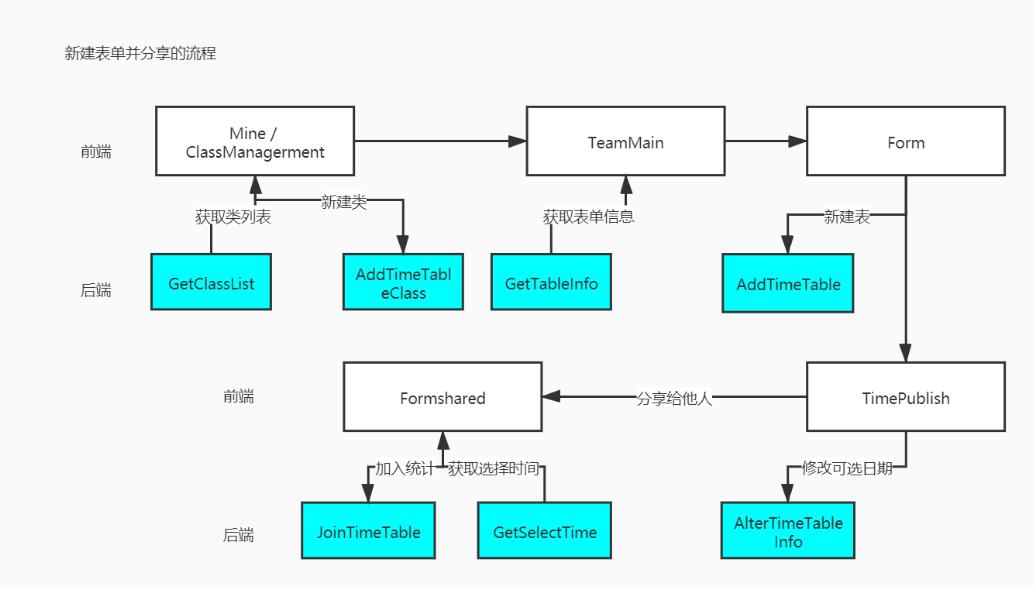 新建表单并分享的流程
前端
Mine /
ClassManagerment
TeamMain
Form
获取类列表
新建类
获取表单信息
新建表
后端
GetClassList
AddTimeTabl
eClass
GetTableInfo
AddTimeTable
前端
Formshared
分享给他人
TimePublish
加入统计
获取选择时间
修改可选日期
后端
JoinTimeTable
GetSelectTime
AlterTimeTable
Info